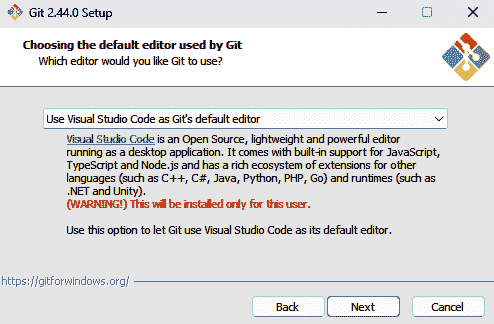 Git 2.44.0 Setup
Choosing the default editor used by Git
Which editor would you like Git to use?
Use Visual Studio Code as Git's default editor
Visual Studio Code is an Open Source, lightweight and powerful editor
running as a desktop application. It comes with built-in support for JavaScript,
TypeScript and Node.js and has a rich ecosystem of extensions for other
languages (such as C++, C#, Java, Python, PHP, Go) and runtimes (such as
.NET and Unity).
(WARNING!) This will be installed only for this user.
Use this option to let Git use Visual Studio Code as its default editor.
https://gitforwindows.org/
Back Next Cancel